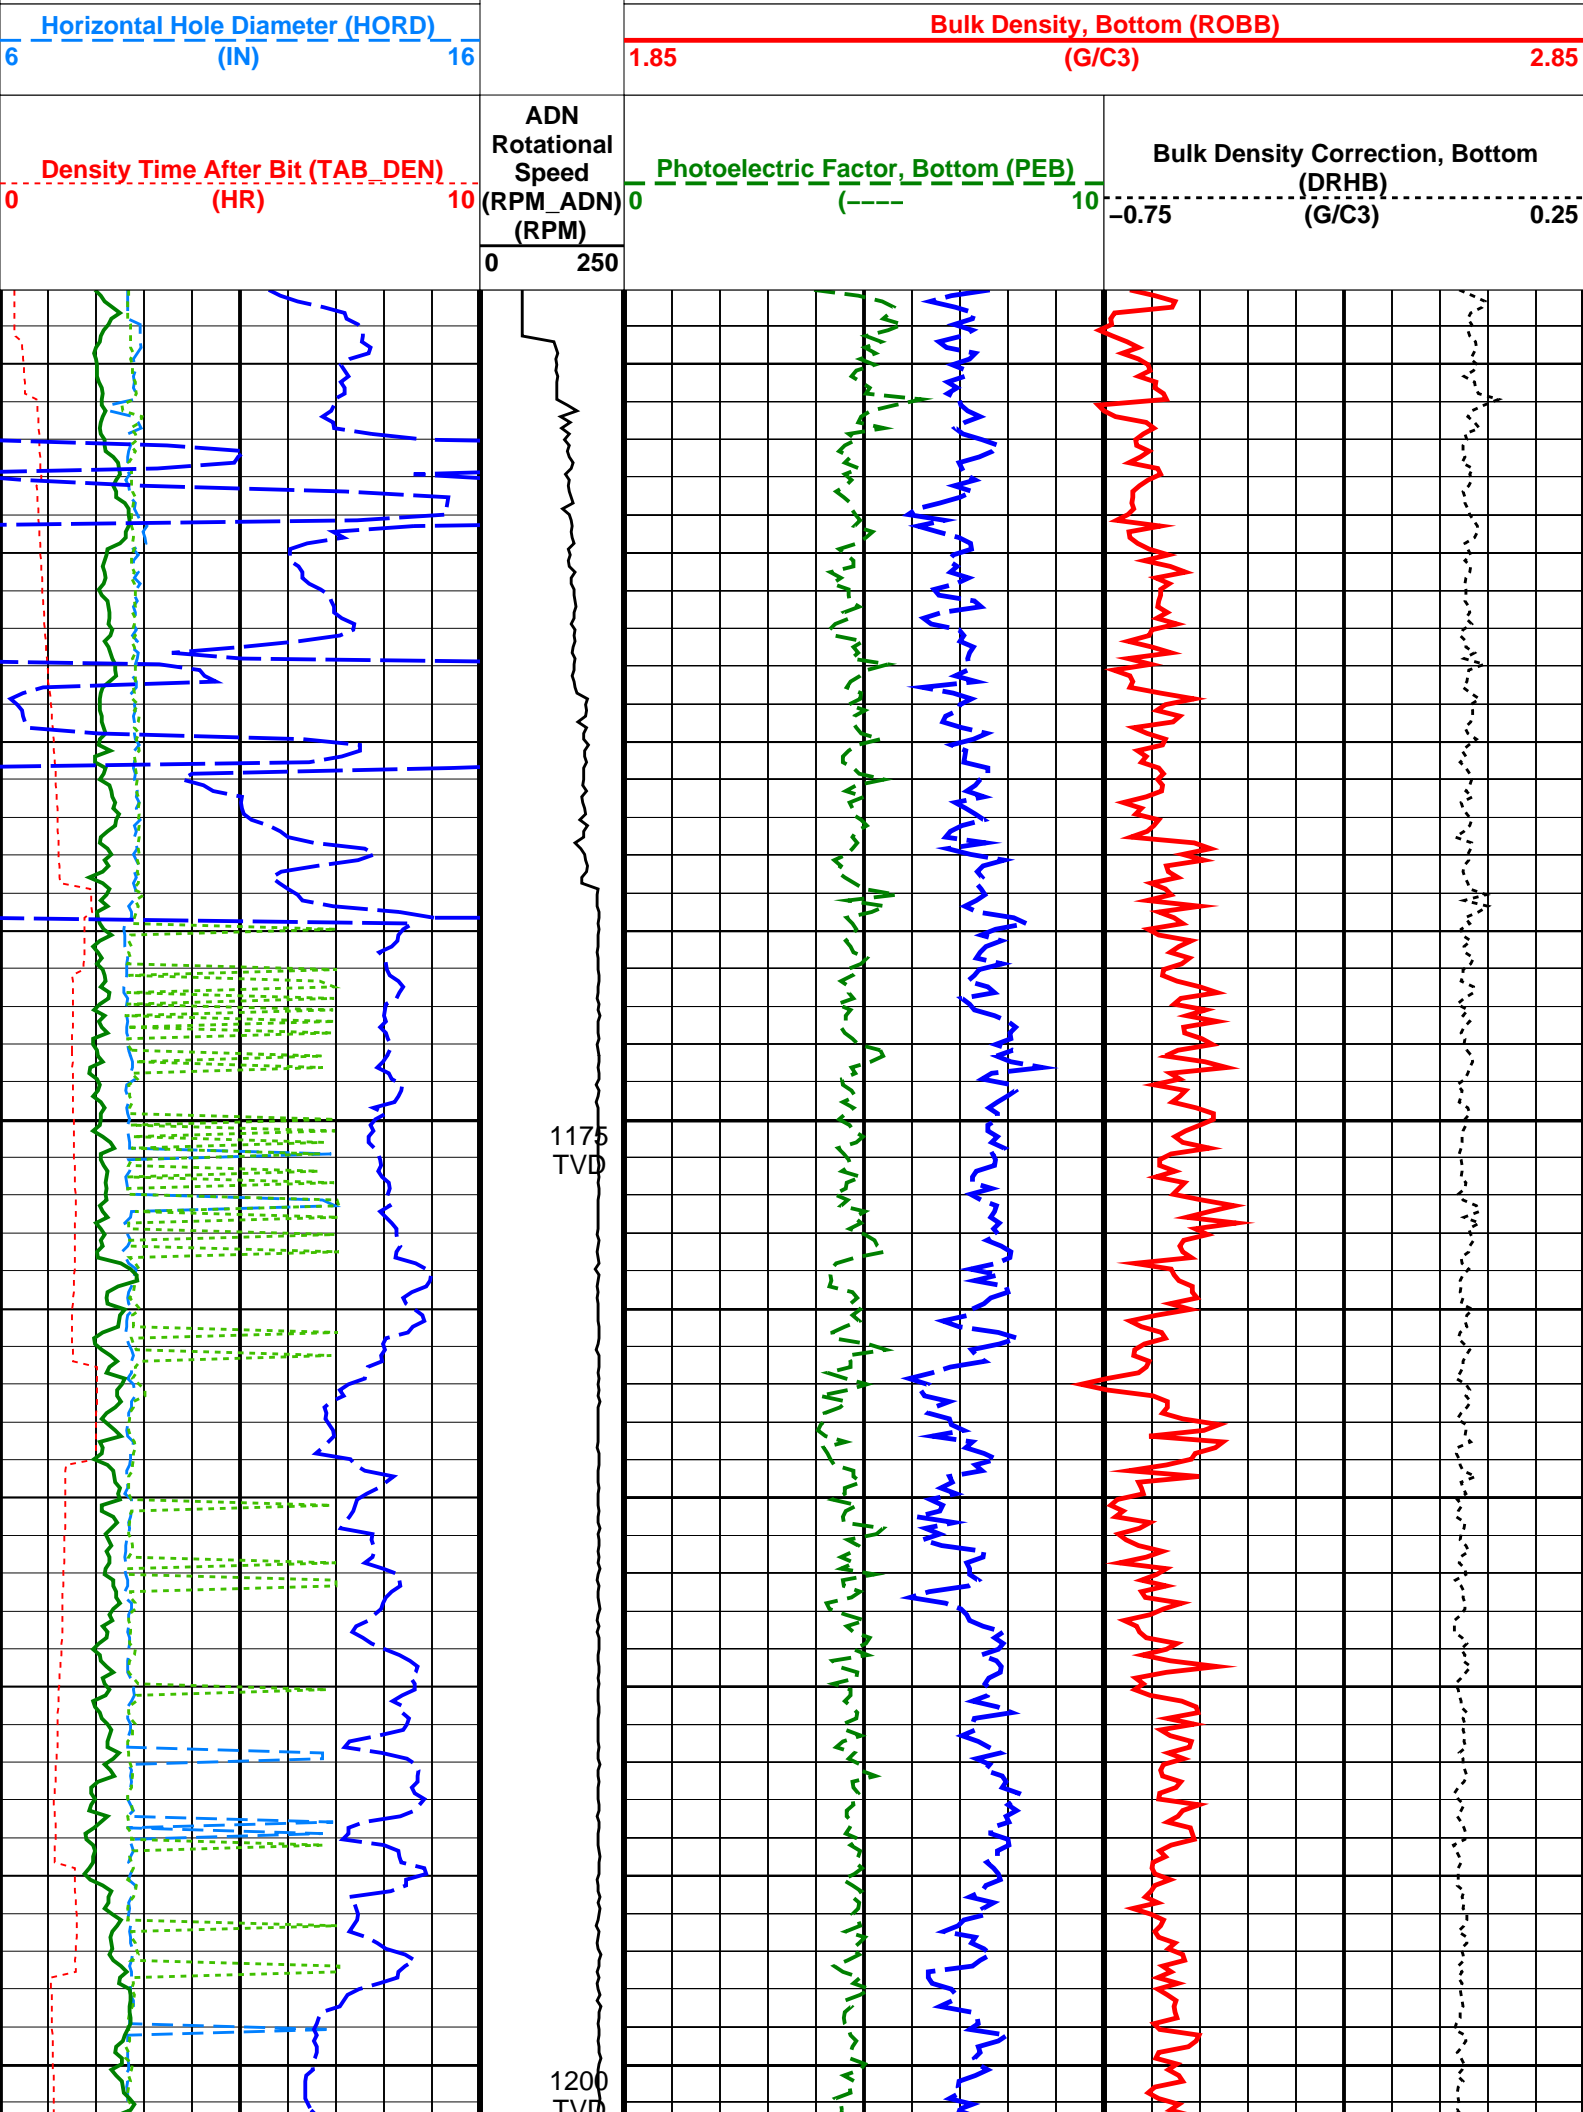 Horizontal Hole Diameter (HORD)
6 (IN) 16
Bulk Density, Bottom (ROBB)
1.85 (G/C3) 2.85
Density Time After Bit (TAB_DEN)
0 (HR) 10
ADN
Rotational
Speed
(RPM_ADN)
(RPM)
0 250
Photoelectric Factor, Bottom (PEB)
0 (---- 10
Bulk Density Correction, Bottom
(DRHB)
-0.75 (G/C3) 0.25
1175
TVD
1200
TVD